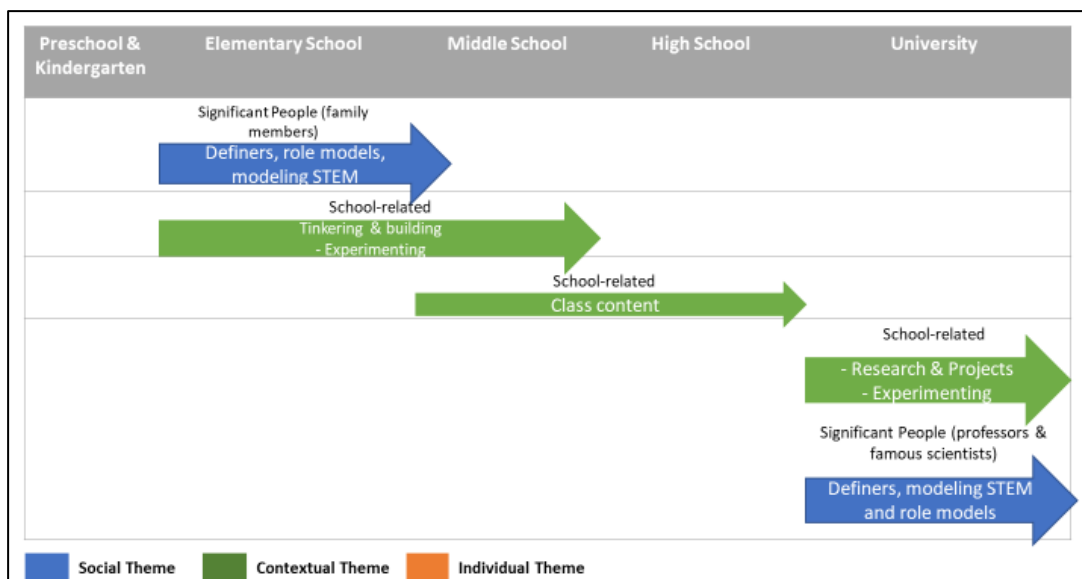 Preschool & Kindergarten
Elementary School
Middle School
High School
University
Significant People (family
members)
Definers, role models,
modeling STEM
School-related
Tinkering & building
- Experimenting
School-related
Class content
School-related
- Research & Projects
- Experimenting
Significant People (professors &
famous scientists)
Definers, modeling STEM
and role models
Social Theme
Contextual Theme
Individual Theme